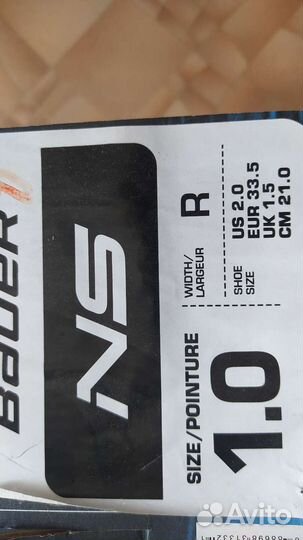 BAUER
NS
SIZE/POINTURE
1.0
WIDTH/
LARGEUR
R
SHOE
SIZE
US 2.0
EUR 33.5
UK 1.5
CM 21.0
Avito